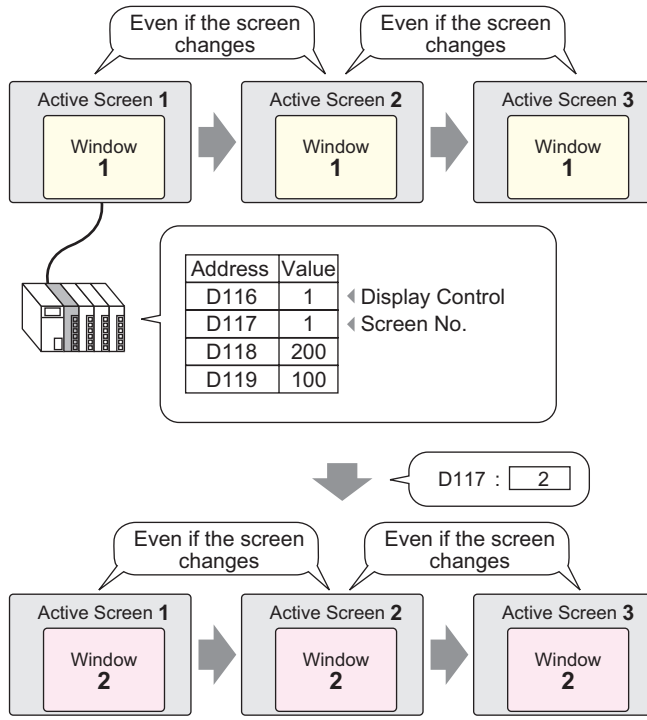 Even if the screen
changes
Even if the screen
changes
Active Screen 1
Active Screen 2
Active Screen 3
Window
1
Window
1
Window
1
Address Value
D116 1 Display Control
D117 1 Screen No.
D118 200
D119 100
D117 : 2
Even if the screen
changes
Even if the screen
changes
Active Screen 1
Active Screen 2
Active Screen 3
Window
2
Window
2
Window
2